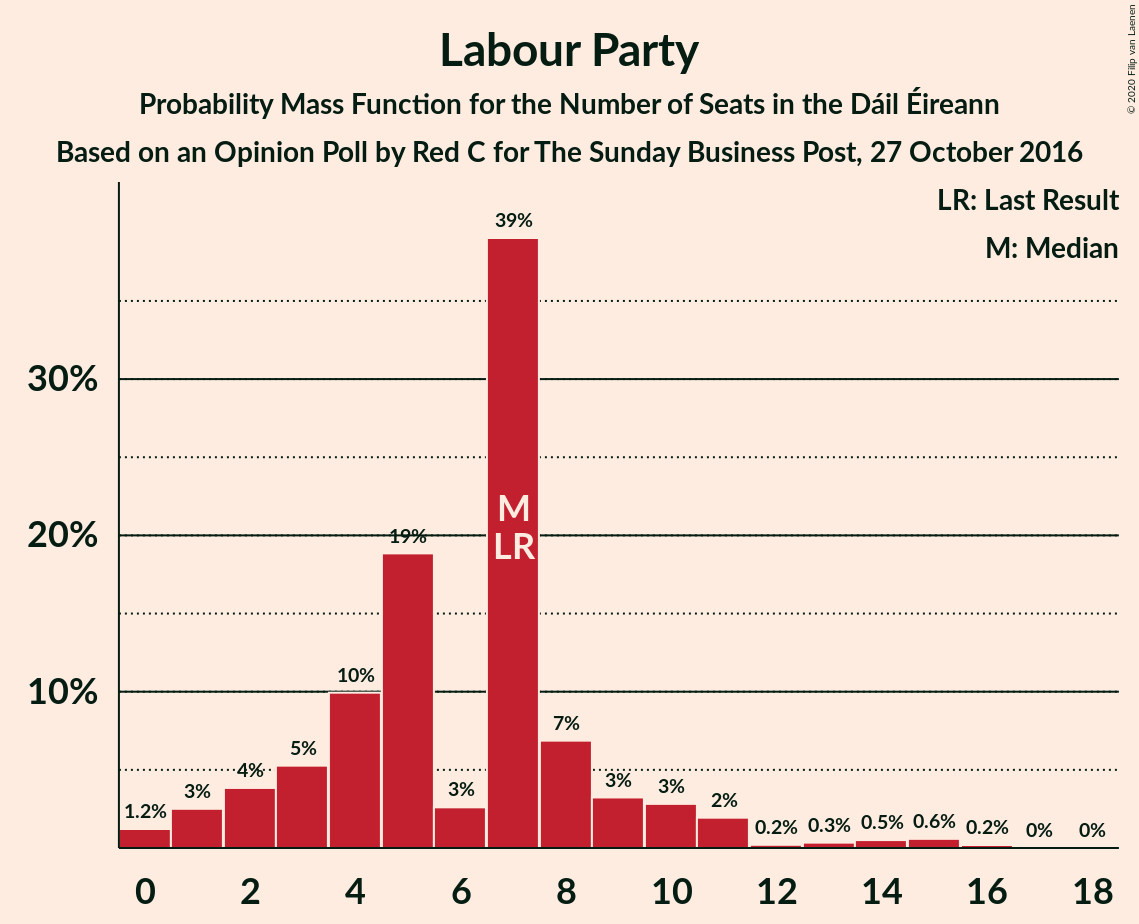 Labour Party
Probability Mass Function for the Number of Seats in the Dáil Éireann
Based on an Opinion Poll by Red C for The Sunday Business Post, 27 October 2016
© 2020 Filip van Laenen
LR: Last Result
M: Median
30%
20%
10%
1.2%
3%
4%
5%
10%
19%
3%
39%
7%
3%
3%
2%
0.2%
0.3%
0.5%
0.6%
0.2%
0%
0%
M
LR
0 2 4 6 8 10 12 14 16 18